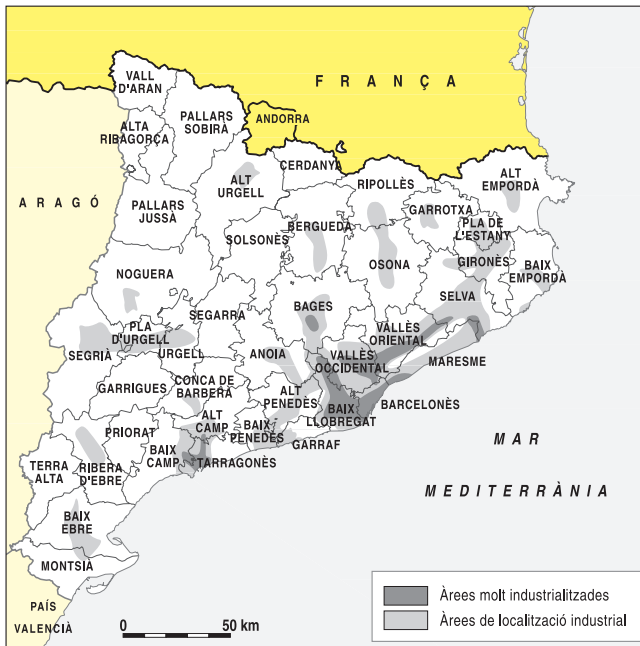 FRANÇA
VALL
D'ARAN
PALLARS
SOBIRÀ
ANDORRA
ALTA
RIBAGORÇA
CERDANYA
ALT
URGELL
RIPOLLÈS
ALT
EMPORDÀ
ARAGÓ
PALLARS
JUSSÀ
GARROTXA
PLA DE
L'ESTANY
BERGUEDÀ
SOLSONÈS
GIRONÈS
OSONA
BAIX
EMPORDÀ
NOGUERA
SELVA
BAGES
SEGARRA
PLA
D'URGELL
VALLÈS
ORIENTAL
SEGRIÀ
URGELL
ANOIA
VALLÈS
OCCIDENTAL
MARESME
GARRIGUES
CONCA DE
BARBERÀ
ALT
PENEDÈS
BARCELONÈS
BAIX
LLOBREGAT
ALT
CAMP
PRIORAT
BAIX
PENEDÈS
GARRAF
MAR
MEDITERRÀNIA
BAIX
CAMP
TARRAGONÈS
TERRA
ALTA
RIBERA
D'EBRE
BAIX
EBRE
MONTSIÀ
PAÍS
VALENCIÀ
0 50 km
Àrees molt industrialitzades
Àrees de localització industrial